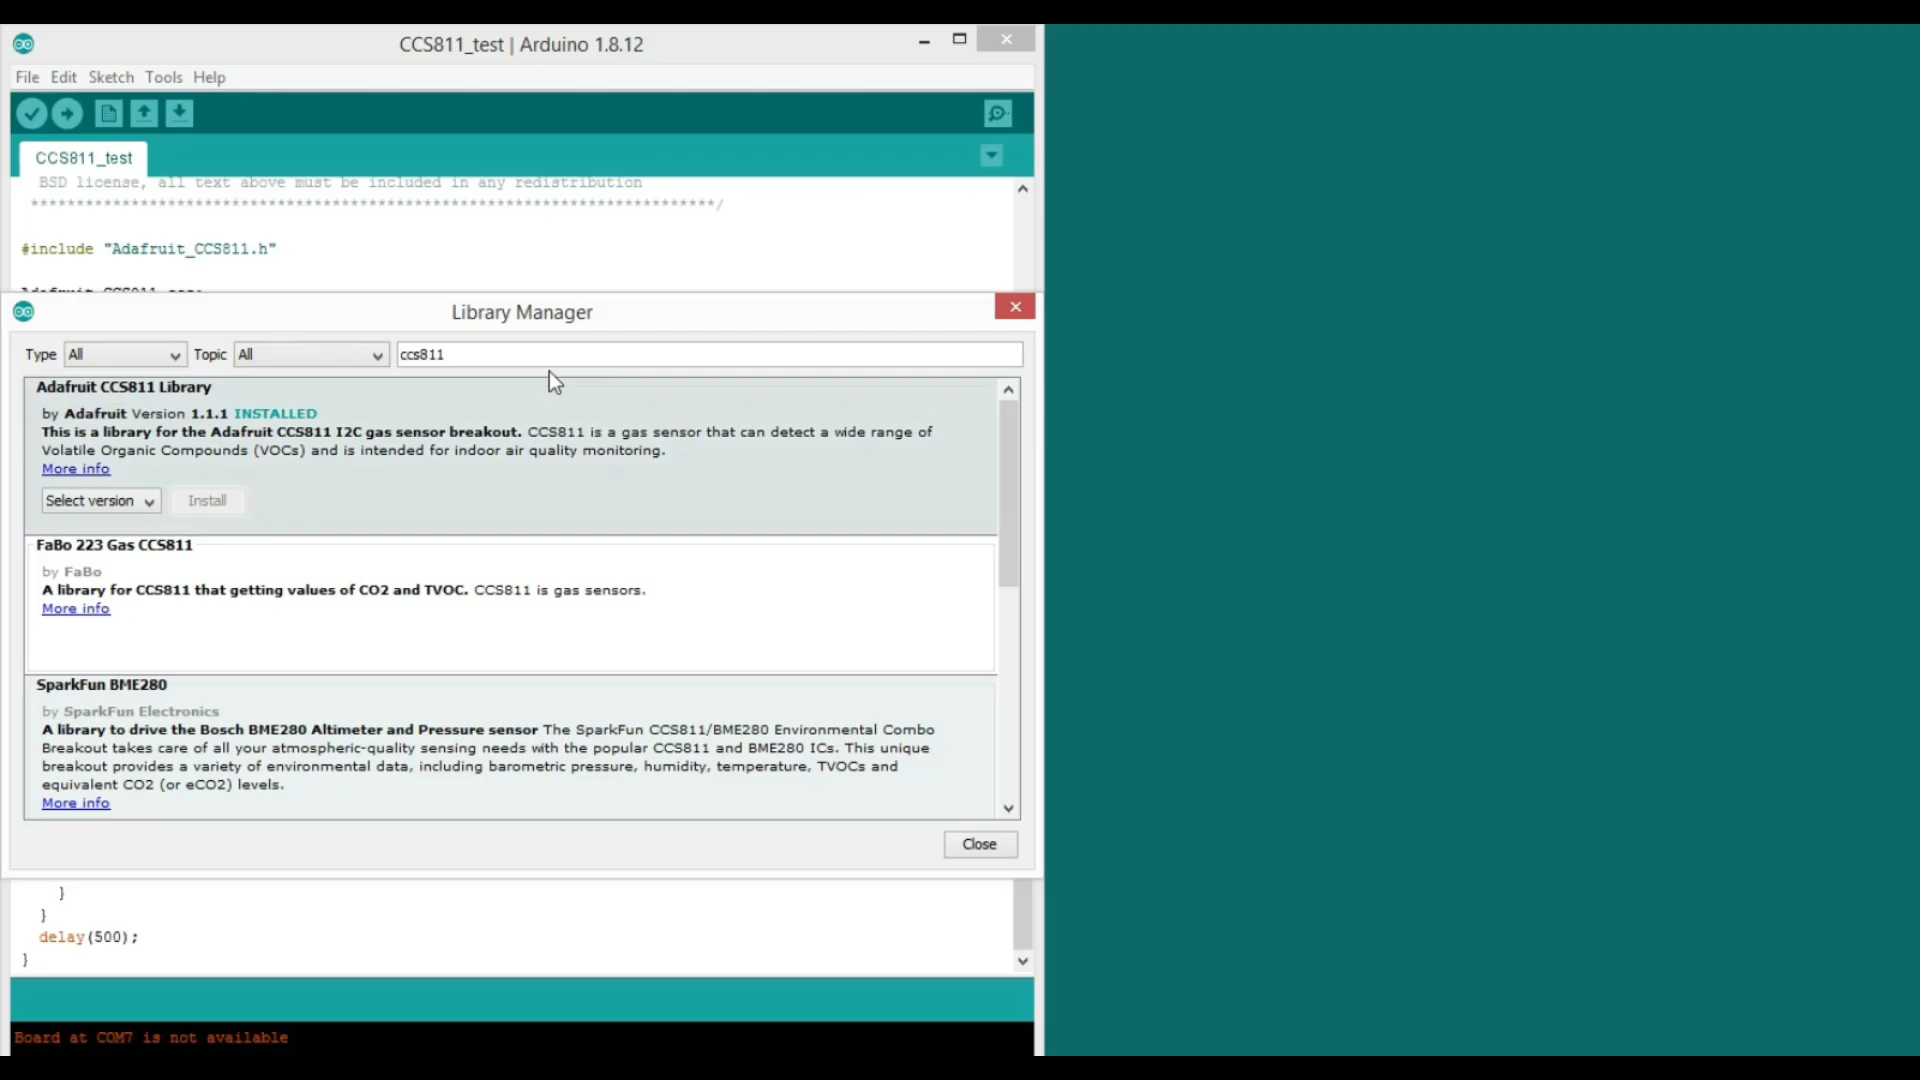 CCS811_test | Arduino 1.8.12
File Edit Sketch Tools Help
CCS811_test
BSD license, all text above must be included in any redistribution
***************************************************************************/
#include "Adafruit_CCS811.h"
Library Manager
Type All Topic All ccs811
Adafruit CCS811 Library
by Adafruit Version 1.1.1 INSTALLED
This is a library for the Adafruit CCS811 I2C gas sensor breakout. CCS811 is a gas sensor that can detect a wide range of
Volatile Organic Compounds (VOCs) and is intended for indoor air quality monitoring.
More info
Select version Install
FaBo 223 Gas CCS811
by FaBo
A library for CCS811 that getting values of CO2 and TVOC. CCS811 is gas sensors.
More info
SparkFun BME280
by SparkFun Electronics
A library to drive the Bosch BME280 Altimeter and Pressure sensor The SparkFun CCS811/BME280 Environmental Combo
Breakout takes care of all your atmospheric-quality sensing needs with the popular CCS811 and BME280 ICs. This unique
breakout provides a variety of environmental data, including barometric pressure, humidity, temperature, TVOCs and
equivalent CO2 (or eCO2) levels.
More info
Close
}
}
delay(500);
}
Board at COM7 is not available